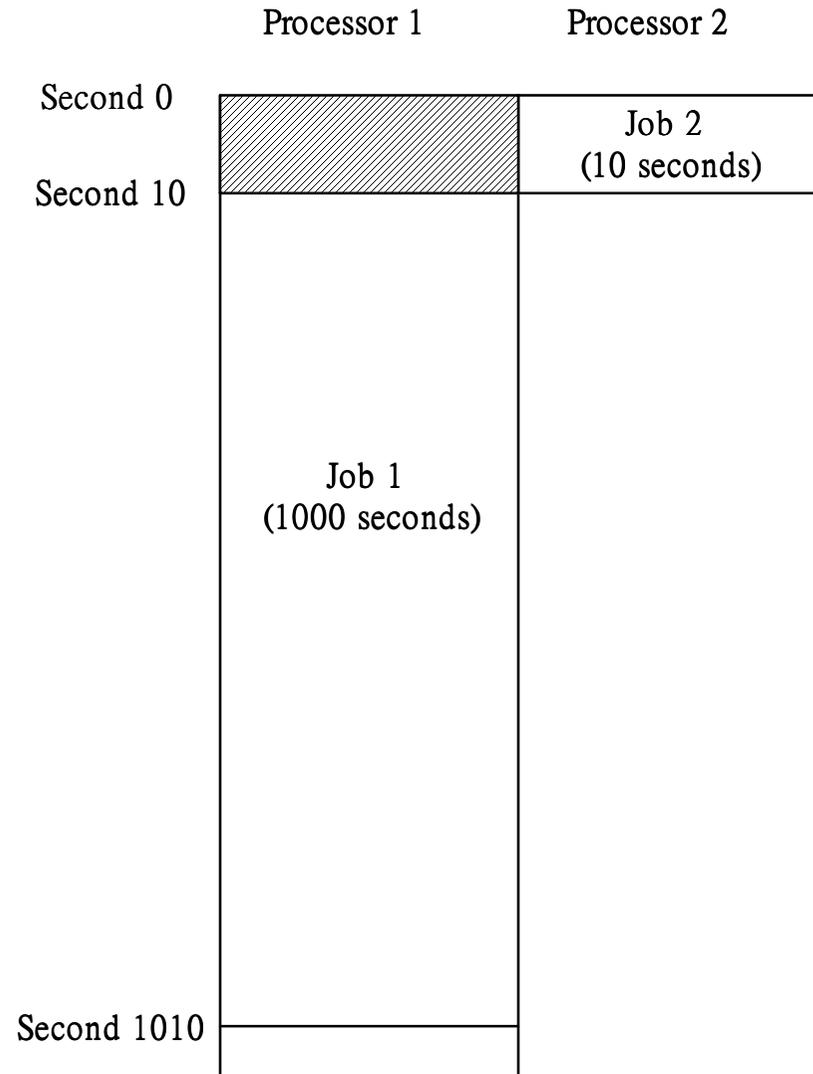 Processor 1
Processor 2
Second 0
Job 2
(10 seconds)
Second 10
Job 1
(1000 seconds)
Second 1010